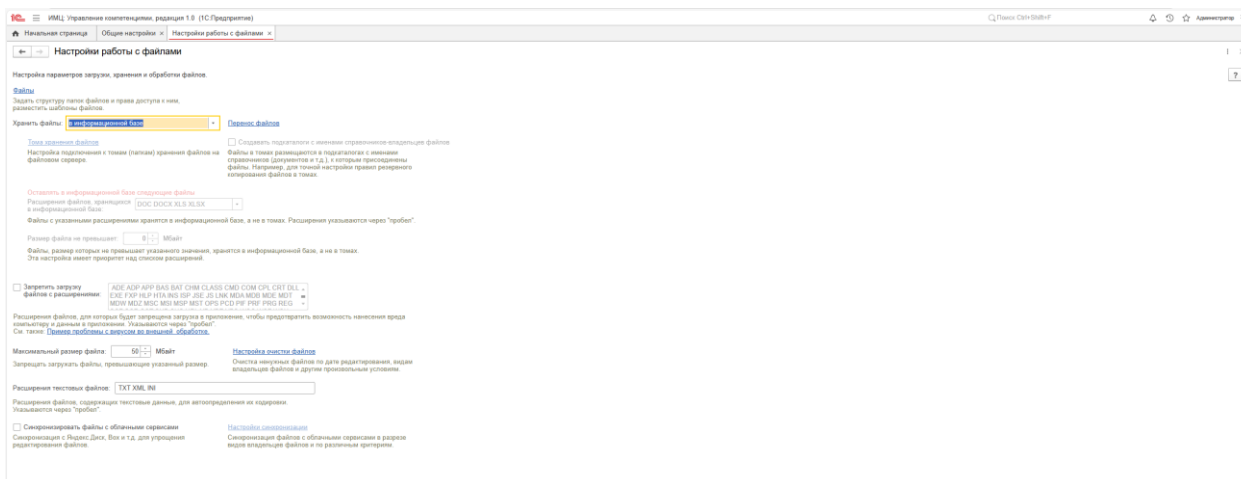 1С ИМЦ: Управление компетенциями, редакция 1.0 (1С:Предприятие) Поиск Ctrl+Shift+F Администратор
Начальная страница Общие настройки × Настройки работы с файлами ×
← → Настройки работы с файлами
Настройка параметров загрузки, хранения и обработки файлов. ?
Файлы
Задать структуру папок файлов и права доступа к ним,
разместить шаблоны файлов.
Хранить файлы: в информационной базе Перенос файлов
Тома хранения файлов Создавать подкаталоги с именами справочников-владельцев файлов
Настройка подключения к томам (папкам) хранения файлов на Файлы в томах размещаются в подкаталогах с именами
файловом сервере. справочников (документов и т.д.), к которым присоединены
файлы. Например, для точной настройки правил резервного
копирования файлов в томах.
Оставлять в информационной базе следующие файлы
Расширения файлов, хранящихся DOC DOCX XLS XLSX
в информационной базе:
Файлы с указанными расширениями хранятся в информационной базе, а не в томах. Расширения указываются через "пробел".
Размер файла не превышает: 0 Мбайт
Файлы, размер которых не превышает указанного значения, хранятся в информационной базе, а не в томах.
Эта настройка имеет приоритет над списком расширений.
Запретить загрузку ADE ADP APP BAS BAT CHM CLASS CMD COM CPL CRT DLL
файлов с расширениями: EXE FXP HLP HTA INS ISP JSE JS LNK MDA MDB MDE MDT
MDW MDZ MSC MSI MSP MST OPS PCD PIF PRF PRG REG
Расширения файлов, для которых будет запрещена загрузка в приложение, чтобы предотвратить возможность нанесения вреда
компьютеру и данным в приложении. Указываются через "пробел".
См. также: Пример проблемы с вирусом во внешней обработке.
Максимальный размер файла: 50 Мбайт Настройка очистки файлов
Запрещать загружать файлы, превышающие указанный размер. Очистка ненужных файлов по дате редактирования, видам
владельцев файлов и другим произвольным условиям.
Расширения текстовых файлов: TXT XML INI
Расширения файлов, содержащих текстовые данные, для автоопределения их кодировки.
Указываются через "пробел".
Синхронизировать файлы с облачными сервисами Настройки синхронизации
Синхронизация с Яндекс.Диск, Box и т.д. для упрощения Синхронизация файлов с облачными сервисами в разрезе
редактирования файлов. видов владельцев файлов и по различным критериям.